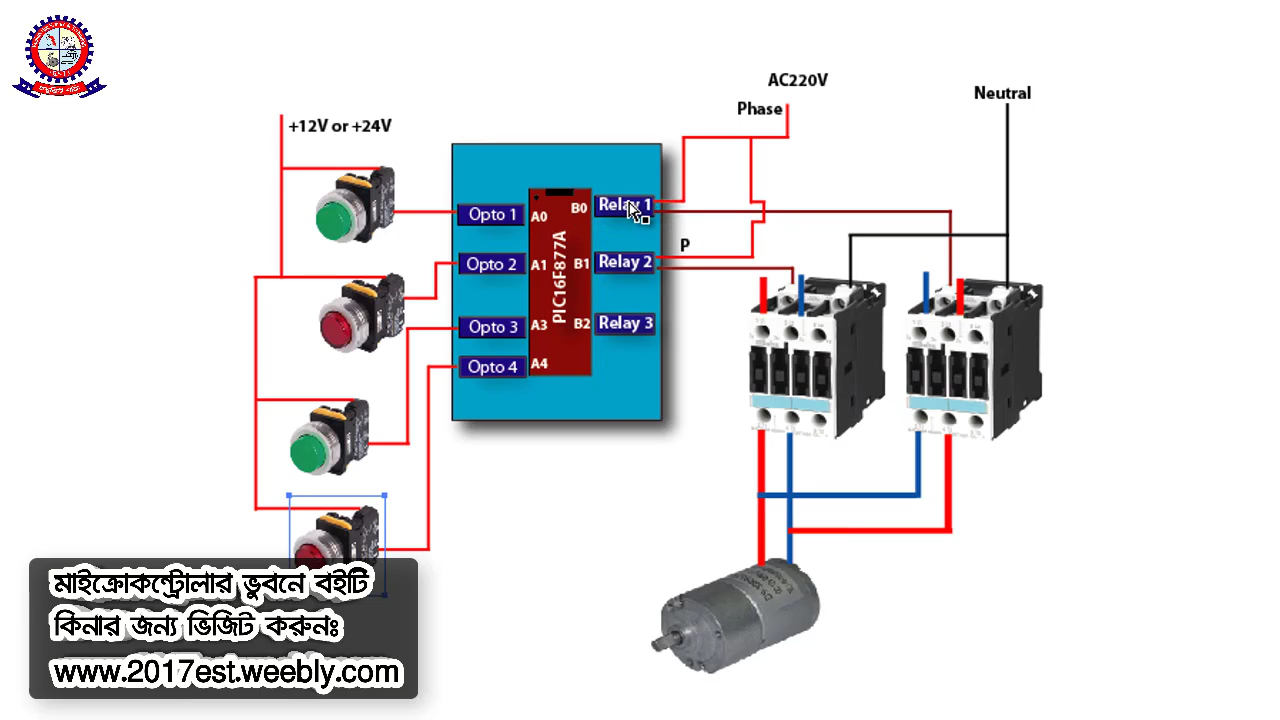 AC220V
Phase
Neutral
+12V or +24V
Opto 1
A0
B0
Relay 1
P
Opto 2
A1
B1
Relay 2
PIC16F877A
Opto 3
A3
B2
Relay 3
Opto 4
A4
মাইক্রোকন্ট্রোলার ভুবনে বইটি
কিনার জন্য ভিজিট করুনঃ
www.2017est.weebly.com